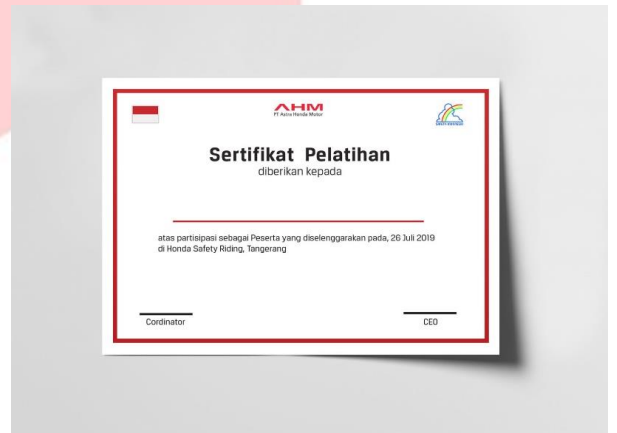 AHM
PT Astra Honda Motor
Sertifikat Pelatihan
diberikan kepada
atas partisipasi sebagai Peserta yang diselenggarakan pada, 26 Juli 2019
di Honda Safety Riding, Tangerang
Cordinator
CEO